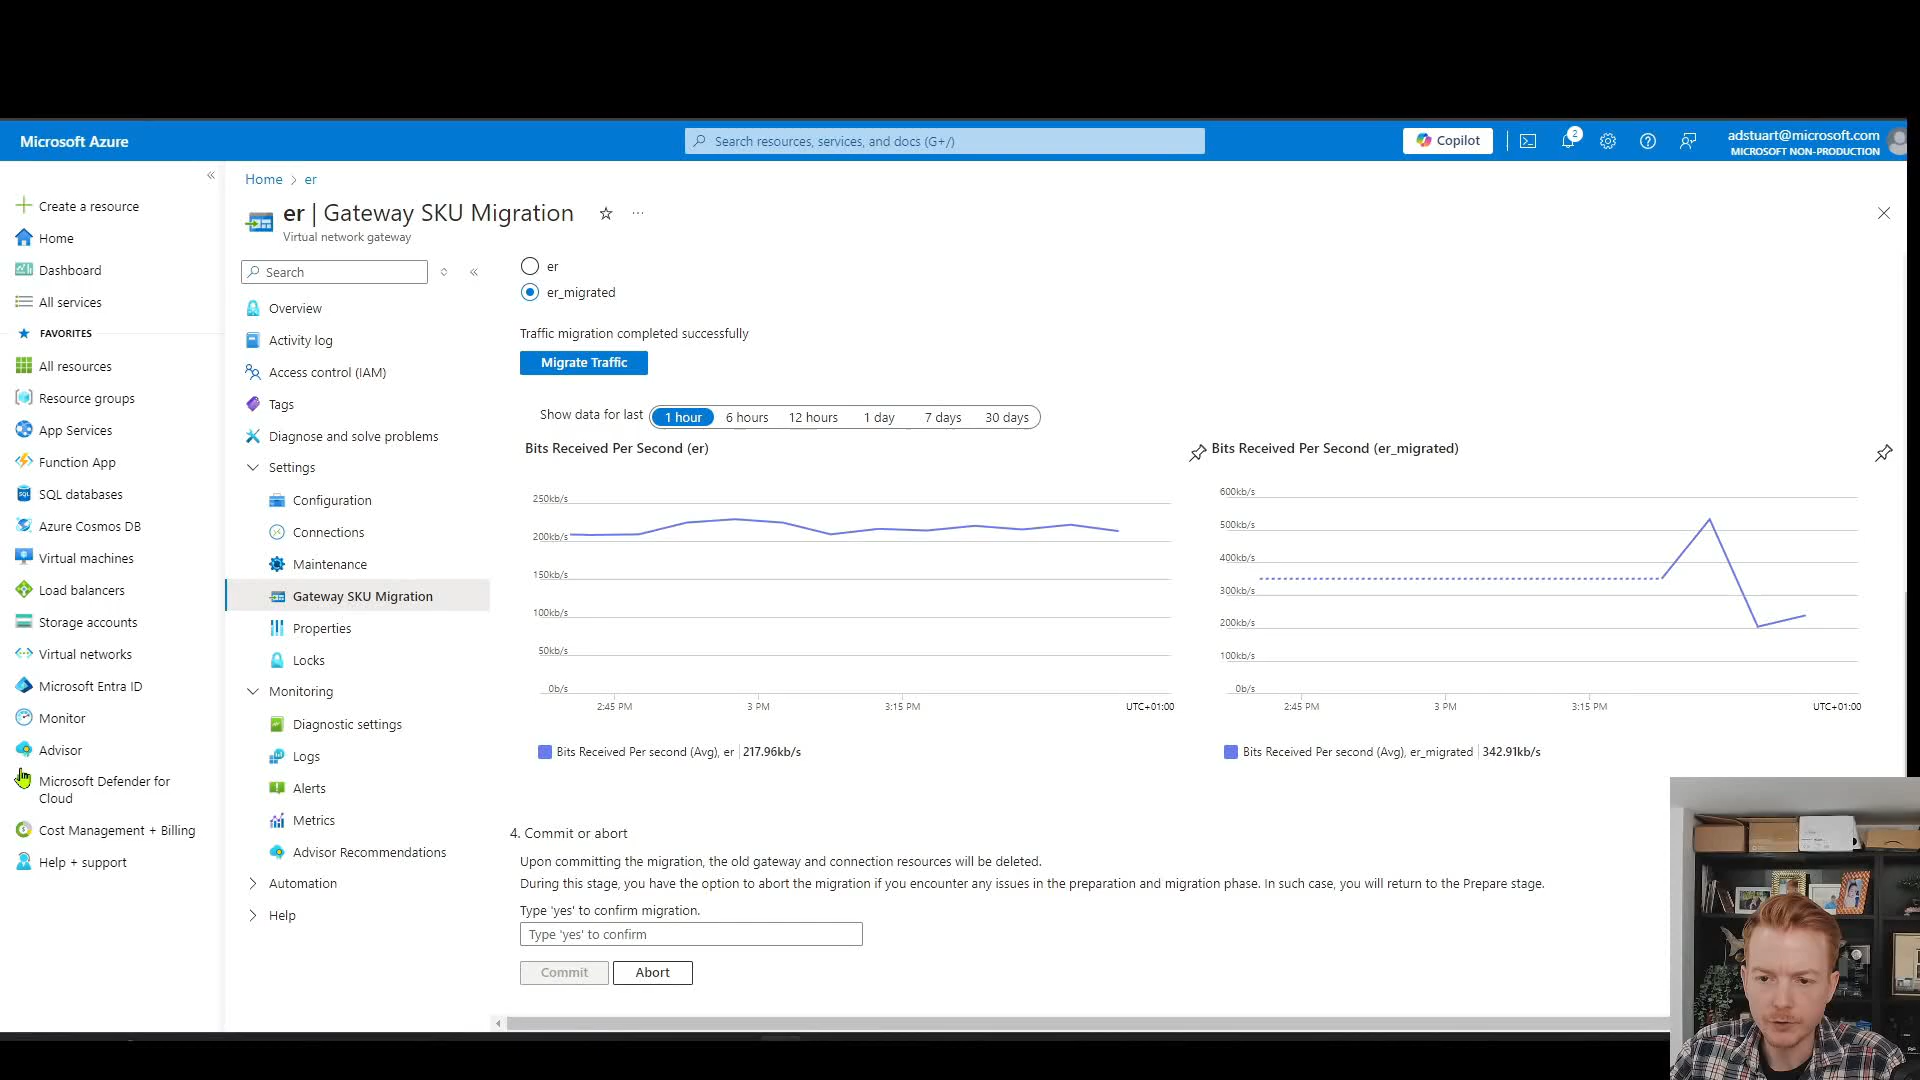 Microsoft Azure
Search resources, services, and docs (G+/)
Copilot
2
adstuart@microsoft.com
MICROSOFT NON-PRODUCTION
Create a resource
Home
Dashboard
All services
FAVORITES
All resources
Resource groups
App Services
Function App
SQL databases
Azure Cosmos DB
Virtual machines
Load balancers
Storage accounts
Virtual networks
Microsoft Entra ID
Monitor
Advisor
Microsoft Defender for
Cloud
Cost Management + Billing
Help + support
Home > er
er | Gateway SKU Migration
Virtual network gateway
Search
Overview
Activity log
Access control (IAM)
Tags
Diagnose and solve problems
Settings
Configuration
Connections
Maintenance
Gateway SKU Migration
Properties
Locks
Monitoring
Diagnostic settings
Logs
Alerts
Metrics
Advisor Recommendations
Automation
Help
er
er_migrated
Traffic migration completed successfully
Migrate Traffic
Show data for last 1 hour 6 hours 12 hours 1 day 7 days 30 days
Bits Received Per Second (er)
250kb/s
200kb/s
150kb/s
100kb/s
50kb/s
0b/s
2:45 PM 3 PM 3:15 PM UTC+01:00
Bits Received Per second (Avg), er 217.96kb/s
Bits Received Per Second (er_migrated)
600kb/s
500kb/s
400kb/s
300kb/s
200kb/s
100kb/s
0b/s
2:45 PM 3 PM 3:15 PM UTC+01:00
Bits Received Per second (Avg), er_migrated 342.91kb/s
4. Commit or abort
Upon committing the migration, the old gateway and connection resources will be deleted.
During this stage, you have the option to abort the migration if you encounter any issues in the preparation and migration phase. In such case, you will return to the Prepare stage.
Type 'yes' to confirm migration.
Type 'yes' to confirm
Commit Abort